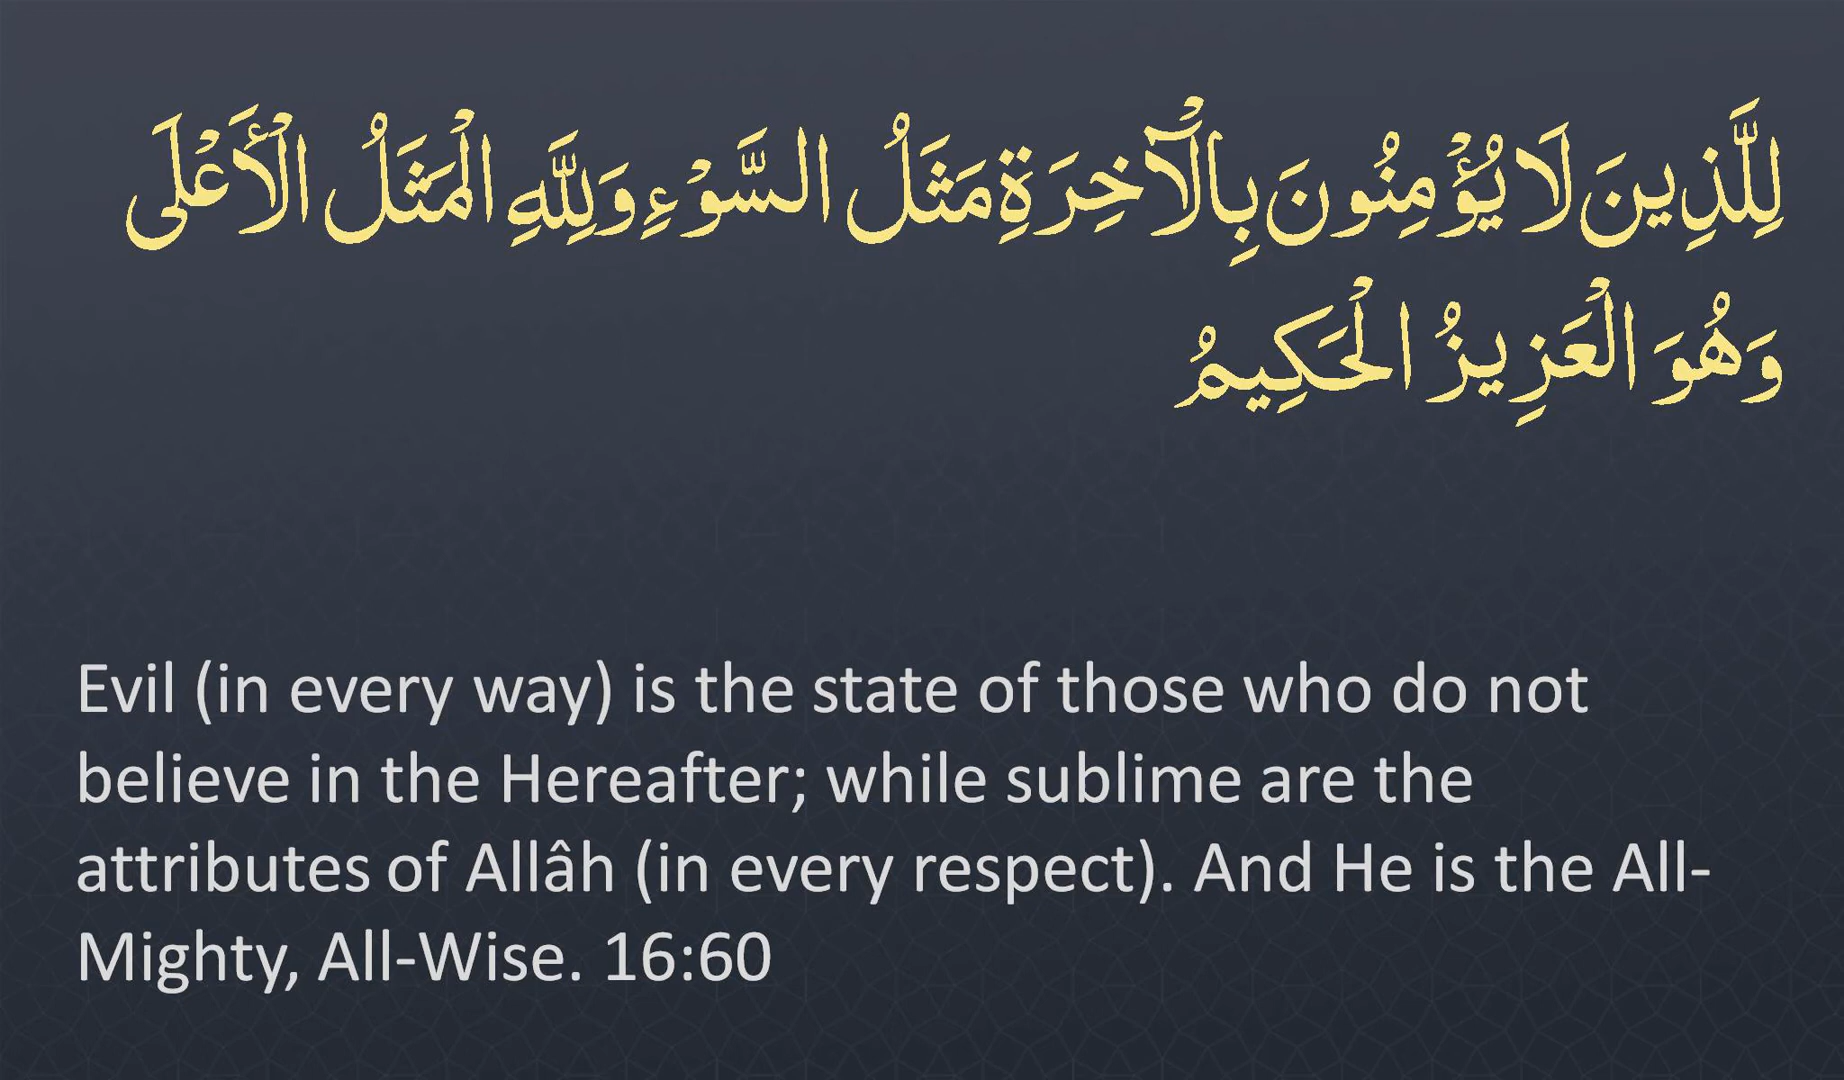 لِلَّذِينَ لَا يُؤْمِنُونَ بِالْآخِرَةِ مَثَلُ السَّوْءِ وَلِلَّهِ الْمَثَلُ الْأَعْلَى
وَهُوَ الْعَزِيزُ الْحَكِيمُ
Evil (in every way) is the state of those who do not
believe in the Hereafter; while sublime are the
attributes of Allâh (in every respect). And He is the All-
Mighty, All-Wise. 16:60